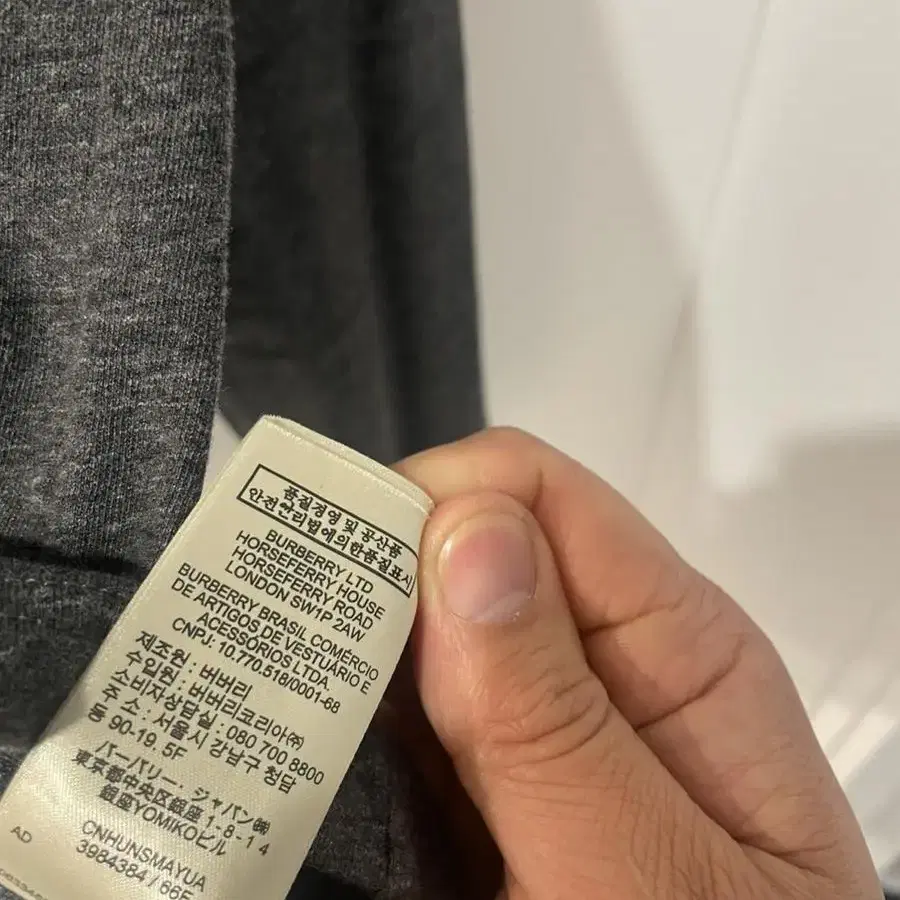 품질경영 및 공산품
안전관리법에의한품질표시
BURBERRY LTD
HORSEFERRY HOUSE
HORSEFERRY ROAD
LONDON SW1P 2AW
BURBERRY BRASIL COMÉRCIO
DE ARTIGOS DE VESTUÁRIO E
ACESSORIOS LTDA.
CNPJ: 10.770.518/0001-68
제조원 : 버버리
수입원 : 버버리코리아㈜
소비자상담실 : 080 700 8800
주 소 : 서울시 강남구 청담
동 90-19. 5F
バーバリー・ジャパン㈱
東京都中央区銀座 1-8-14
銀座YOMIKOビル
CNHUNSMAYUA
3984384 / 66F
AD